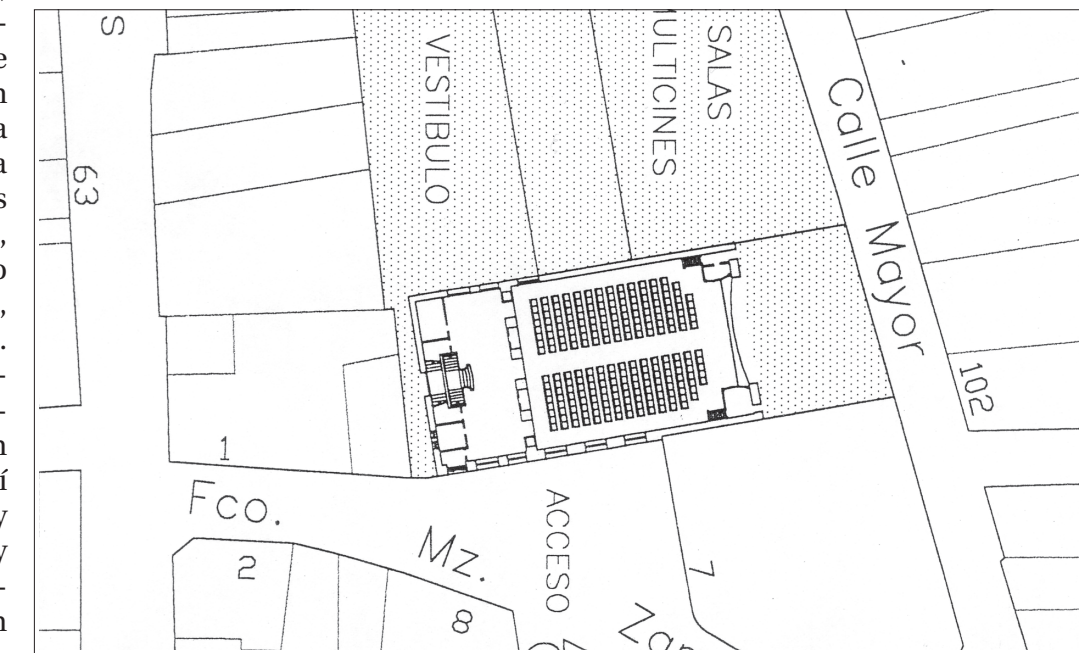 S
63
VESTIBULO
SALAS
MULTICINES
Calle Mayor
102
1
Fco.
Mz.
2
8
ACCESO
7
e
n
a
a
s
,
o
,
.
-
-
n
í
y
y
-
n